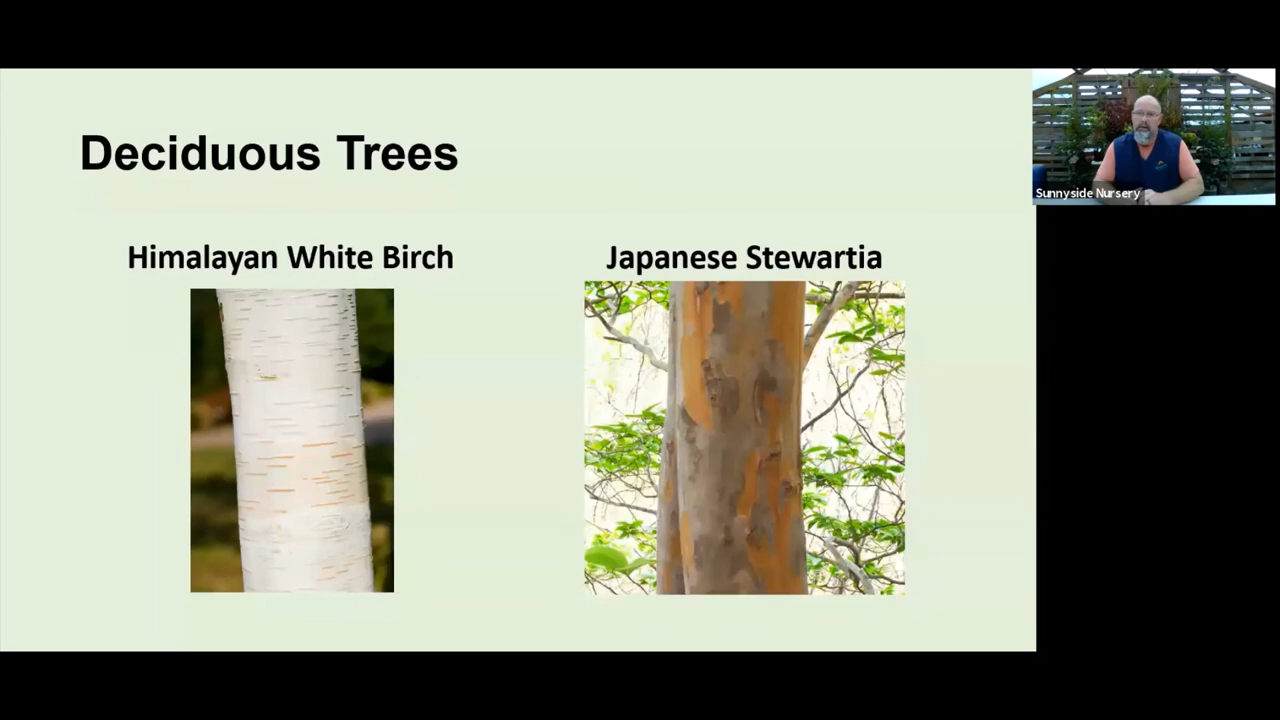 Deciduous Trees
Himalayan White Birch
Japanese Stewartia
Sunnyside Nursery